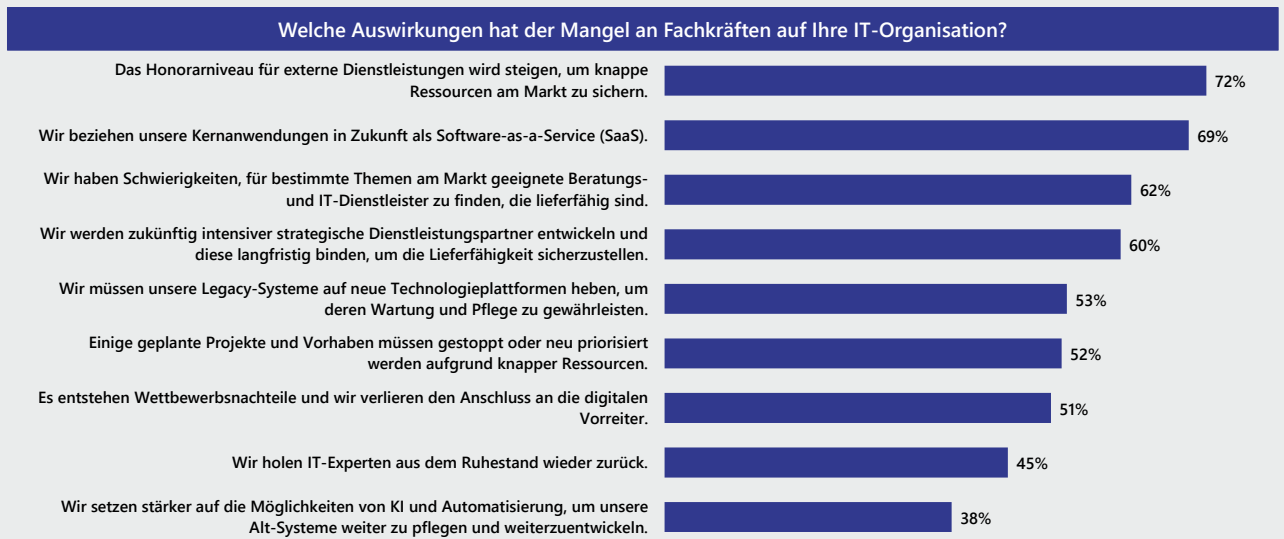 Welche Auswirkungen hat der Mangel an Fachkräften auf Ihre IT-Organisation?
Das Honorarniveau für externe Dienstleistungen wird steigen, um knappe
Ressourcen am Markt zu sichern.
72%
Wir beziehen unsere Kernanwendungen in Zukunft als Software-as-a-Service (SaaS).
69%
Wir haben Schwierigkeiten, für bestimmte Themen am Markt geeignete Beratungs-
und IT-Dienstleister zu finden, die lieferfähig sind.
62%
Wir werden zukünftig intensiver strategische Dienstleistungspartner entwickeln und
diese langfristig binden, um die Lieferfähigkeit sicherzustellen.
60%
Wir müssen unsere Legacy-Systeme auf neue Technologieplattformen heben, um
deren Wartung und Pflege zu gewährleisten.
53%
Einige geplante Projekte und Vorhaben müssen gestoppt oder neu priorisiert
werden aufgrund knapper Ressourcen.
52%
Es entstehen Wettbewerbsnachteile und wir verlieren den Anschluss an die digitalen
Vorreiter.
51%
Wir holen IT-Experten aus dem Ruhestand wieder zurück.
45%
Wir setzen stärker auf die Möglichkeiten von KI und Automatisierung, um unsere
Alt-Systeme weiter zu pflegen und weiterzuentwickeln.
38%